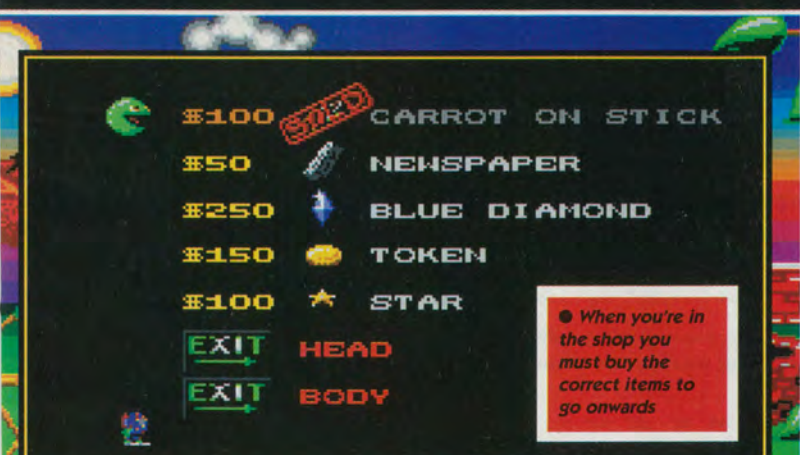 $100 SOLD CARROT ON STICK
$50 NEWSPAPER
$250 BLUE DIAMOND
$150 TOKEN
$100 STAR
EXIT HEAD
EXIT BODY
● When you're in
the shop you
must buy the
correct items to
go onwards